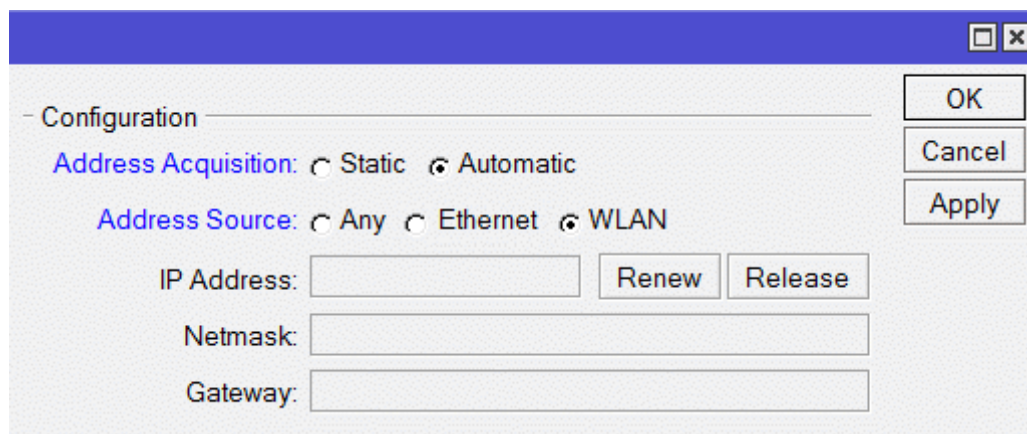 Configuration
OK
Address Acquisition: Static Automatic
Cancel
Address Source: Any Ethernet WLAN
Apply
IP Address: Renew Release
Netmask:
Gateway: